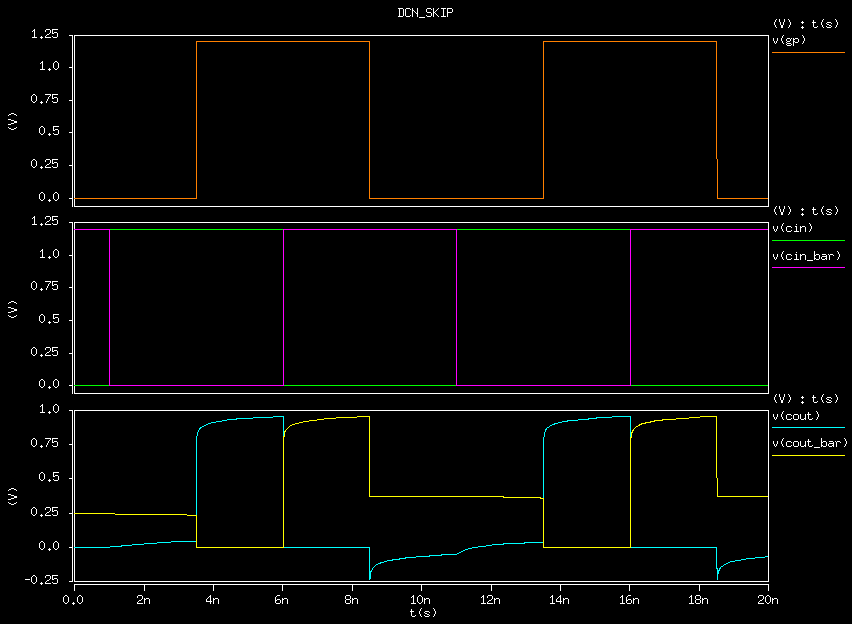 DCN_SKIP
(V) : t(s)
v(gp)
1.25
1.0
0.75
0.5
0.25
0.0
(V)
(V) : t(s)
v(cin)
v(cin_bar)
1.25
1.0
0.75
0.5
0.25
0.0
(V)
(V) : t(s)
v(cout)
v(cout_bar)
1.0
0.75
0.5
0.25
0.0
-0.25
(V)
0.0 2n 4n 6n 8n 10n 12n 14n 16n 18n 20n
t(s)